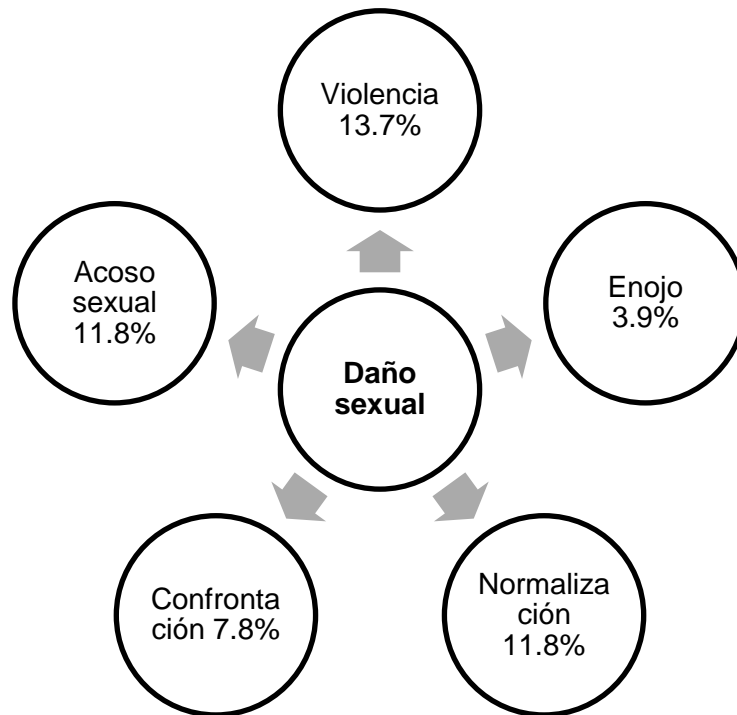 Violencia
13.7%
Acoso
sexual
11.8%
Enojo
3.9%
Daño
sexual
Confronta
ción 7.8%
Normaliza
ción
11.8%